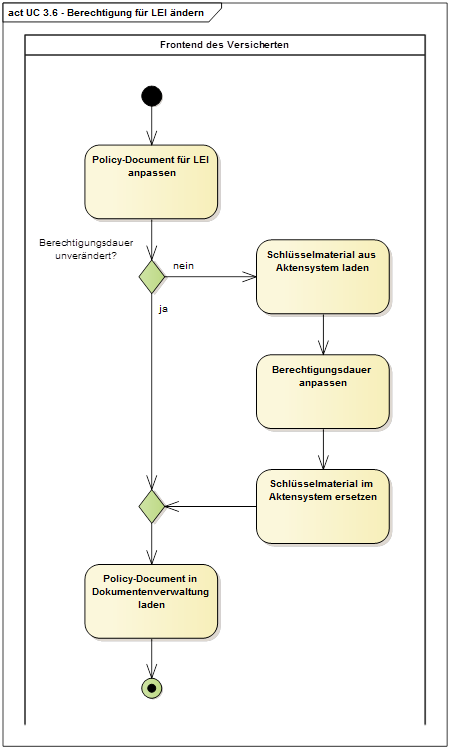 act UC 3.6 - Berechtigung für LEI ändern
Frontend des Versicherten
Policy-Document für LEI
anpassen
Berechtigungsdauer
unverändert?
nein
ja
Schlüsselmaterial aus
Aktensystem laden
Berechtigungsdauer
anpassen
Schlüsselmaterial im
Aktensystem ersetzen
Policy-Document in
Dokumentenverwaltung
laden